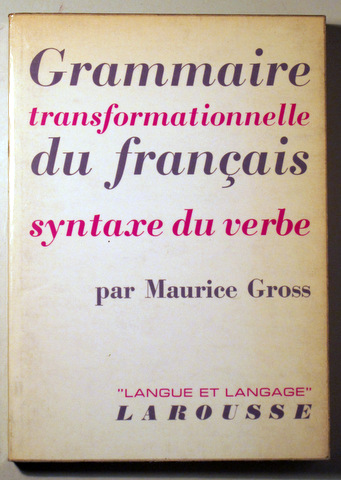 Grammaire
transformationnelle
du français
syntaxe du verbe
par Maurice Gross
"LANGUE ET LANGAGE"
LAROUSSE